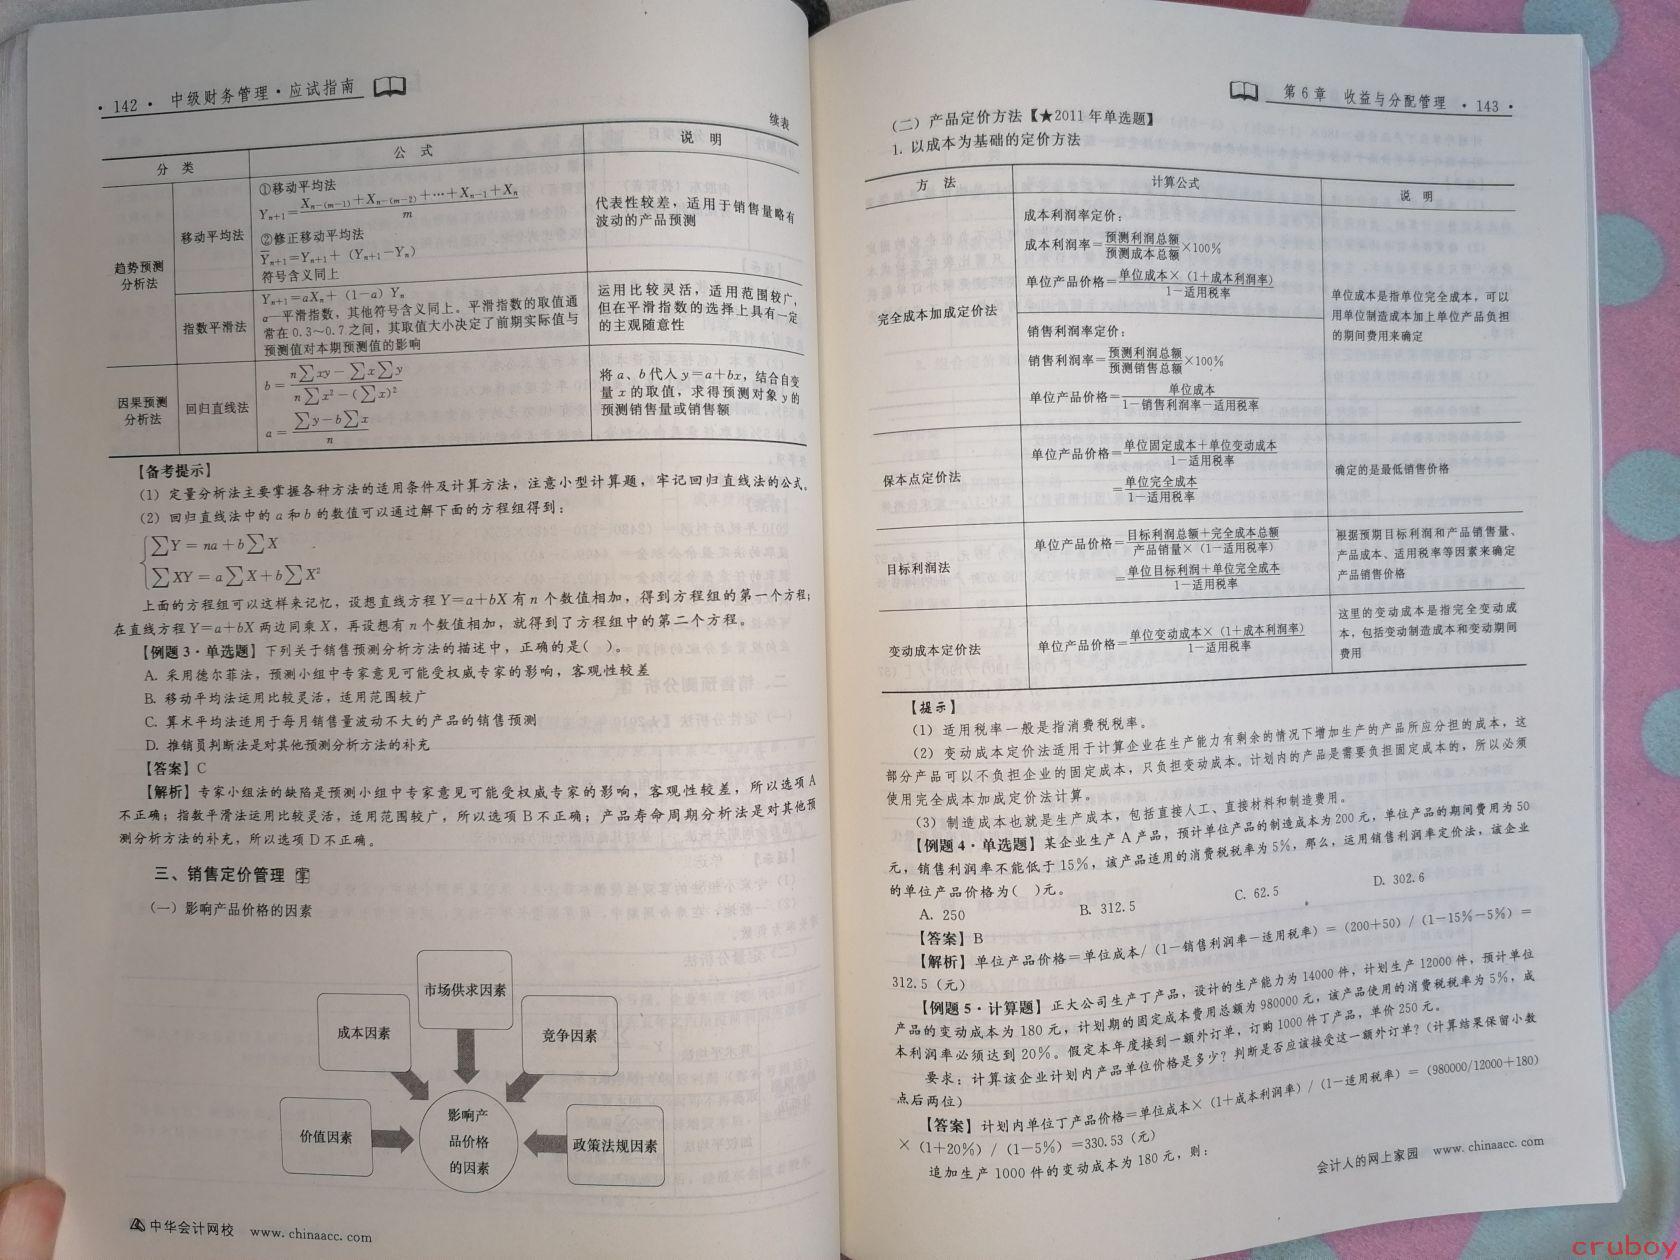 · 142 · 中级财务管理·应试指南
续表
分 类 公 式 说 明
趋势预测分析法
移动平均法
①移动平均法
Yn+1=(Xn-(m-1)+Xn-(m-2)+…+Xn-1+Xn)/m
②修正移动平均法
Ȳn+1=Yn+1+(Yn+1-Yn)
符号含义同上
代表性较差，适用于销售量略有
波动的产品预测
指数平滑法
Yn+1=aXn+(1-a)Yn
a—平滑指数，其他符号含义同上。平滑指数的取值通
常在0.3~0.7之间，其取值大小决定了前期实际值与
预测值对本期预测值的影响
运用比较灵活，适用范围较广，
但在平滑指数的选择上具有一定
的主观随意性
因果预测分析法
回归直线法
b=(n∑xy-∑x∑y)/(n∑x²-(∑x)²)
a=(∑y-b∑x)/n
将a、b代入y=a+bx，结合自变
量x的取值，求得预测对象y的
预测销售量或销售额
【备考提示】
(1) 定量分析法主要掌握各种方法的适用条件及计算方法，注意小型计算题，牢记回归直线法的公式。
(2) 回归直线法中的a和b的数值可以通过解下面的方程组得到：
∑Y=na+b∑X
∑XY=a∑X+b∑X²
上面的方程组可以这样来记忆，设想直线方程Y=a+bX有n个数值相加，得到方程组的第一个方程；
在直线方程Y=a+bX两边同乘X，再设想有n个数值相加，就得到了方程组中的第二个方程。
【例题3·单选题】下列关于销售预测分析方法的描述中，正确的是( )。
A. 采用德尔菲法，预测小组中专家意见可能受权威专家的影响，客观性较差
B. 移动平均法运用比较灵活，适用范围较广
C. 算术平均法适用于每月销售量波动不大的产品的销售预测
D. 推销员判断法是对其他预测分析方法的补充
【答案】C
【解析】专家小组法的缺陷是预测小组中专家意见可能受权威专家的影响，客观性较差，所以选项A
不正确；指数平滑法运用比较灵活，适用范围较广，所以选项B不正确；产品寿命周期分析法是对其他预
测分析方法的补充，所以选项D不正确。
三、销售定价管理
(一) 影响产品价格的因素
市场供求因素
成本因素
竞争因素
价值因素
影响产
品价格
的因素
政策法规因素
中华会计网校 www.chinaacc.com
第6章 收益与分配管理 · 143 ·
(二) 产品定价方法【★2011年单选题】
1. 以成本为基础的定价方法
方 法 计算公式 说 明
完全成本加成定价法
成本利润率定价：
成本利润率=预测利润总额/预测成本总额×100%
单位产品价格=单位成本×(1+成本利润率)/1-适用税率
销售利润率定价：
销售利润率=预测利润总额/预测销售总额×100%
单位产品价格=单位成本/1-销售利润率-适用税率
单位成本是指单位完全成本，可以
用单位制造成本加上单位产品负担
的期间费用来确定
保本点定价法
单位产品价格=单位固定成本+单位变动成本/1-适用税率
=单位完全成本/1-适用税率
确定的是最低销售价格
目标利润法
单位产品价格=目标利润总额+完全成本总额/产品销量×(1-适用税率)
=单位目标利润+单位完全成本/1-适用税率
根据预期目标利润和产品销售量、
产品成本、适用税率等因素来确定
产品销售价格
变动成本定价法
单位产品价格=单位变动成本×(1+成本利润率)/1-适用税率
这里的变动成本是指完全变动成
本，包括变动制造成本和变动期间
费用
【提示】
(1) 适用税率一般是指消费税税率。
(2) 变动成本定价法适用于计算企业在生产能力有剩余的情况下增加生产的产品所应分担的成本，这
部分产品可以不负担企业的固定成本，只负担变动成本。计划内的产品是需要负担固定成本的，所以必须
使用完全成本加成定价法计算。
(3) 制造成本也就是生产成本，包括直接人工、直接材料和制造费用。
【例题4·单选题】某企业生产A产品，预计单位产品的制造成本为200元，单位产品的期间费用为50
元，销售利润率不能低于15%，该产品适用的消费税税率为5%，那么，运用销售利润率定价法，该企业
的单位产品价格为( )元。
A. 250 B. 312.5 C. 62.5 D. 302.6
【答案】B
【解析】单位产品价格=单位成本/(1-销售利润率-适用税率)=(200+50)/(1-15%-5%)=
312.5(元)
【例题5·计算题】正大公司生产丁产品，设计的生产能力为14000件，计划生产12000件，预计单位
产品的变动成本为180元，计划期的固定成本费用总额为980000元，该产品使用的消费税税率为5%，成
本利润率必须达到20%。假定本年度接到一额外订单，订购1000件丁产品，单价250元。
要求：计算该企业计划内产品单位价格是多少？判断是否应该接受这一额外订单？(计算结果保留小数
点后两位)
【答案】计划内单位丁产品价格=单位成本×(1+成本利润率)/(1-适用税率)=(980000/12000+180)
×(1+20%)/(1-5%)=330.53(元)
追加生产1000件的变动成本为180元，则：
会计人的网上家园 www.chinaacc.com
cruboy